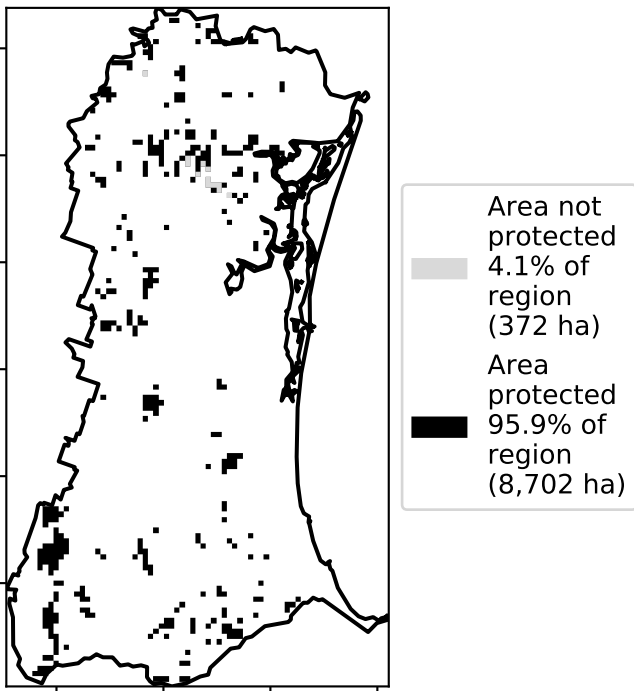 Area not
protected
4.1% of
region
(372 ha)
Area
protected
95.9% of
region
(8,702 ha)